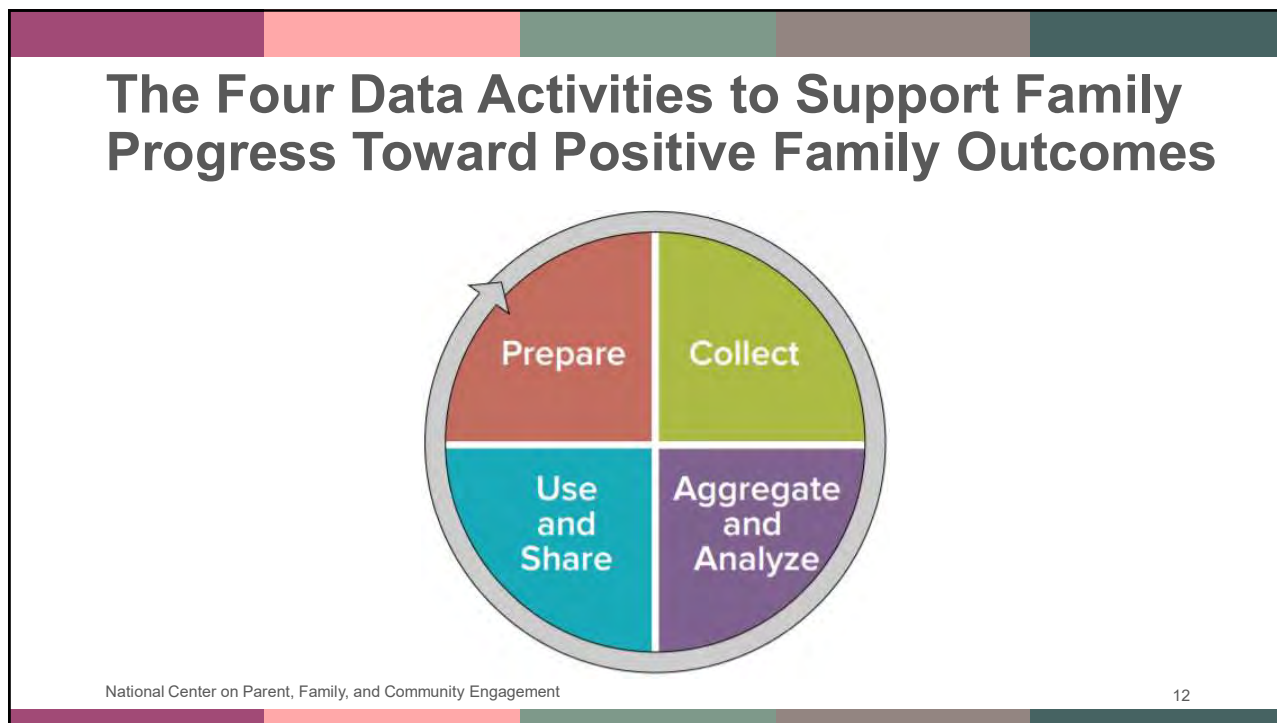 The Four Data Activities to Support Family
Progress Toward Positive Family Outcomes
Prepare
Collect
Use
and
Share
Aggregate
and
Analyze
National Center on Parent, Family, and Community Engagement
12